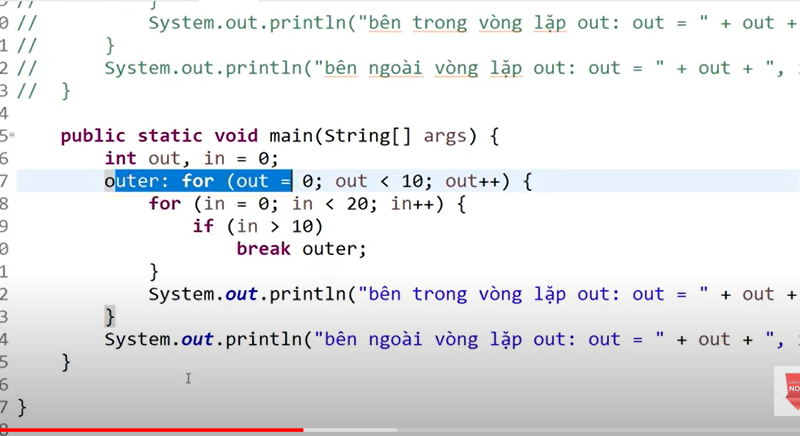 // }
0 // System.out.println("bên trong vòng lặp out: out = " + out +
1 // }
2 // System.out.println("bên ngoài vòng lặp out: out = " + out + ",
3 // }
4
5 public static void main(String[] args) {
6 int out, in = 0;
7 outer: for (out = 0; out < 10; out++) {
8 for (in = 0; in < 20; in++) {
9 if (in > 10)
0 break outer;
1 }
2 System.out.println("bên trong vòng lặp out: out = " + out +
3 }
4 System.out.println("bên ngoài vòng lặp out: out = " + out + ",
5 }
6
7 }
8
NO